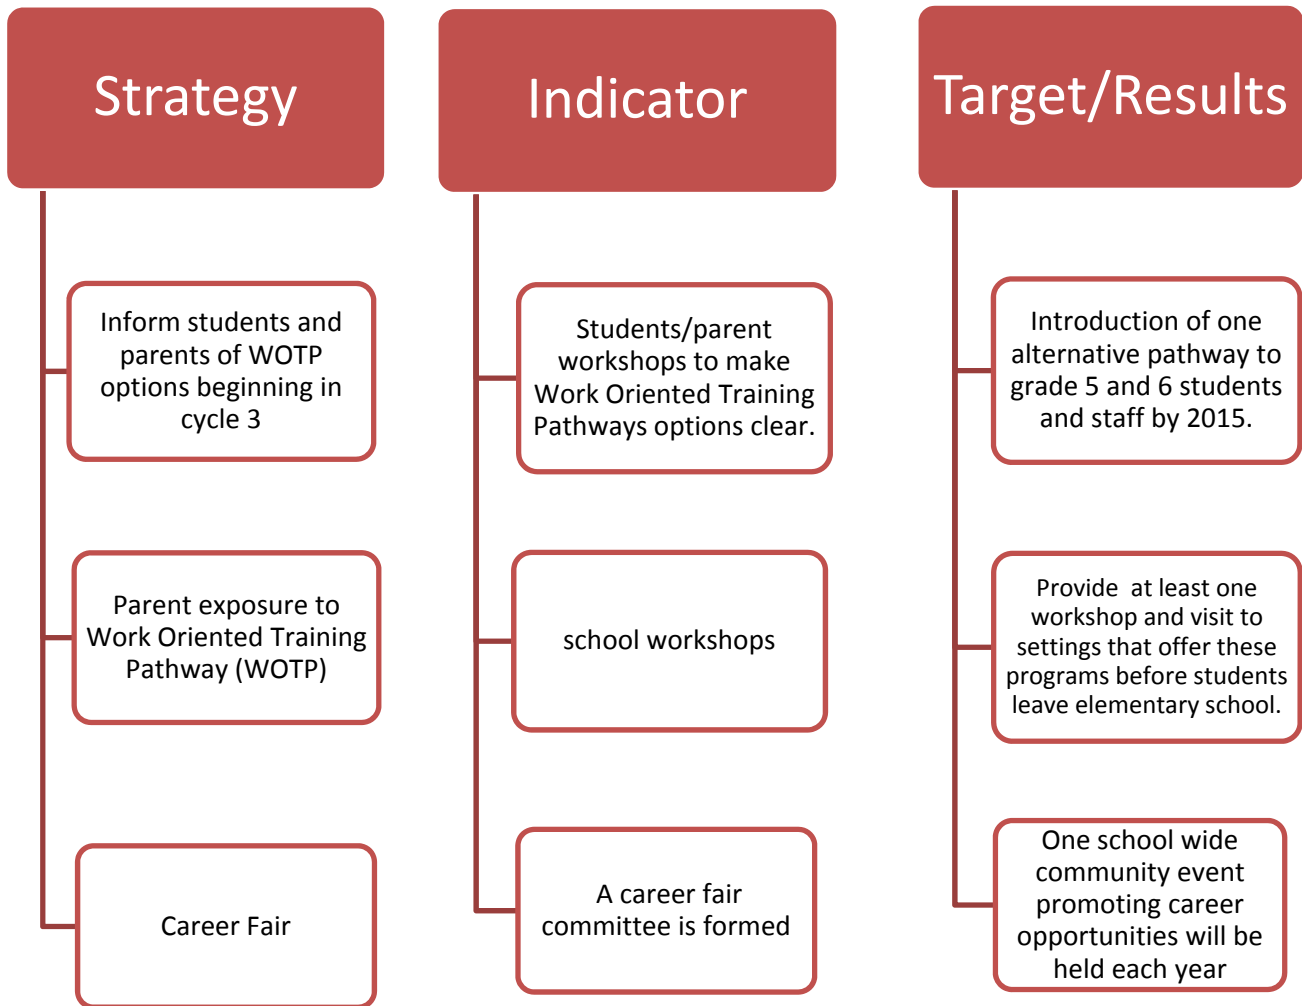 Strategy
Inform students and
parents of WOTP
options beginning in
cycle 3
Parent exposure to
Work Oriented Training
Pathway (WOTP)
Career Fair
Indicator
Students/parent
workshops to make
Work Oriented Training
Pathways options clear.
school workshops
A career fair
committee is formed
Target/Results
Introduction of one
alternative pathway to
grade 5 and 6 students
and staff by 2015.
Provide at least one
workshop and visit to
settings that offer these
programs before students
leave elementary school.
One school wide
community event
promoting career
opportunities will be
held each year